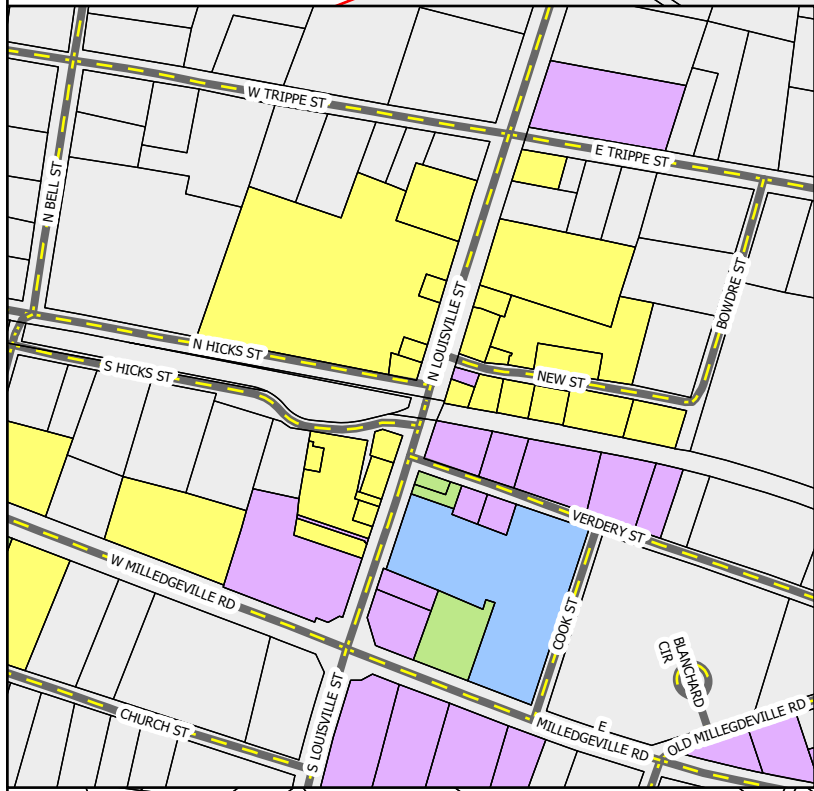 W TRIPPE ST
E TRIPPE ST
N BELL ST
BOWDRE ST
N LOUISVILLE ST
N HICKS ST
S HICKS ST
NEW ST
VERDERY ST
W MILLEDGEVILLE RD
COOK ST
BLANCHARD
CIR
S LOUISVILLE ST
CHURCH ST
E
MILLEDGEVILLE RD
OLD MILLEGDEVILLE RD